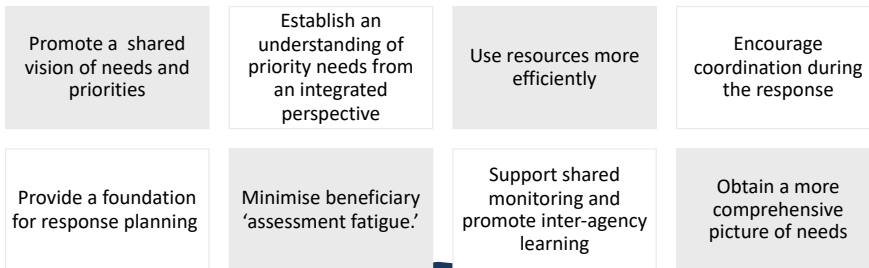 Promote a shared
vision of needs and
priorities
Establish an
understanding of
priority needs from
an integrated
perspective
Use resources more
efficiently
Encourage
coordination during
the response
Provide a foundation
for response planning
Minimise beneficiary
‘assessment fatigue.’
Support shared
monitoring and
promote inter-agency
learning
Obtain a more
comprehensive
picture of needs